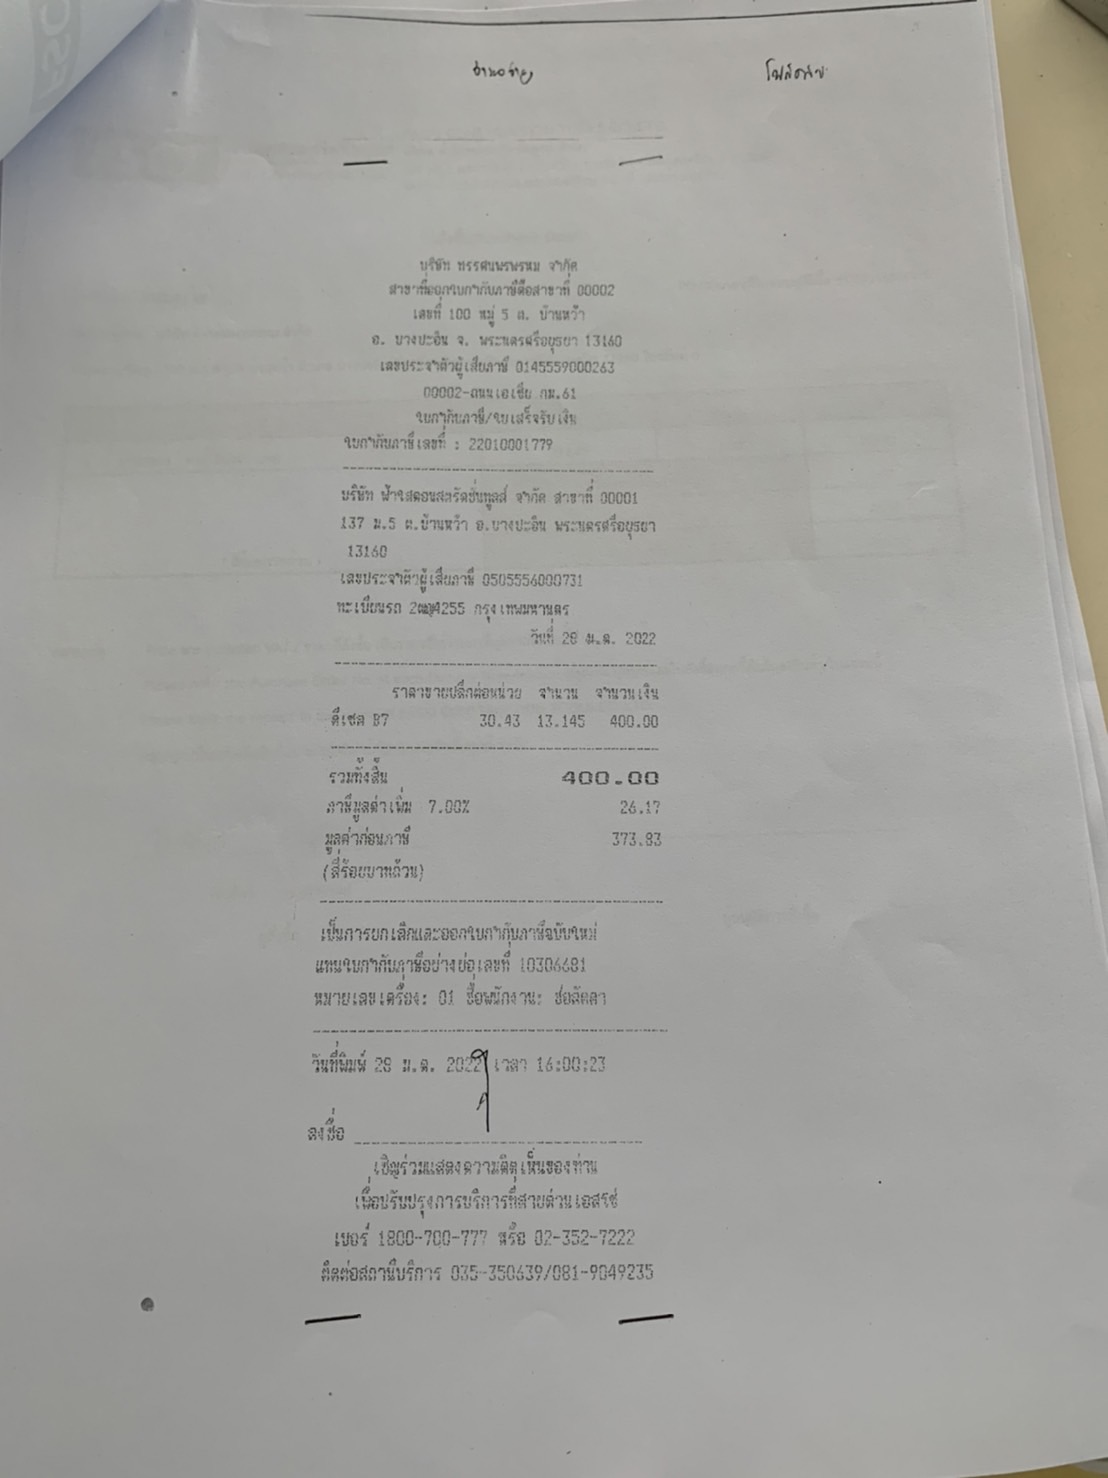 บริษัท ทรรศนพรพรหม จำกัด
สาขาที่ออกใบกำกับภาษีคือสาขาที่ 00002
เลขที่ 100 หมู่ 5 ต. บ้านหว้า
อ. บางปะอิน จ. พระนครศรีอยุธยา 13160
เลขประจำตัวผู้เสียภาษี 0145559000263
00002-ถนนเอเซีย กม.61
ใบกำกับภาษี/ใบเสร็จรับเงิน
ใบกำกับภาษีเลขที่ : 22010001779
บริษัท ฟ้าใสคอนสตรัคชั่นทูลส์ จำกัด สาขาที่ 00001
137 ม.5 ต.บ้านหว้า อ.บางปะอิน พระนครศรีอยุธยา
13160
เลขประจำตัวผู้เสียภาษี 0505556000731
ทะเบียนรถ กรุงเทพมหานคร
วันที่ 28 ม.ค. 2022
ราคาขายปลีกต่อหน่วย จำนวน จำนวนเงิน
ดีเซล B7 30.43 13.145 400.00
รวมทั้งสิ้น 400.00
ภาษีมูลค่าเพิ่ม 7.00% 26.17
มูลค่าก่อนภาษี 373.83
(สี่ร้อยบาทถ้วน)
เป็นการยกเลิกและออกใบกำกับภาษีฉบับใหม่
แทนใบกำกับภาษีอย่างย่อเลขที่ 10306681
หมายเลขเครื่อง: 01 ชื่อพนักงาน: ช่อลัดดา
วันที่พิมพ์ 28 ม.ค. 2022 เวลา 16:00:23
ลงชื่อ
เชิญร่วมแสดงความคิดเห็นของท่าน
เพื่อปรับปรุงการบริการที่สายด่วนเอสโซ่
เบอร์ 1800-700-777 หรือ 02-352-7222
ติดต่อสถานีบริการ 035-350639/081-9049235